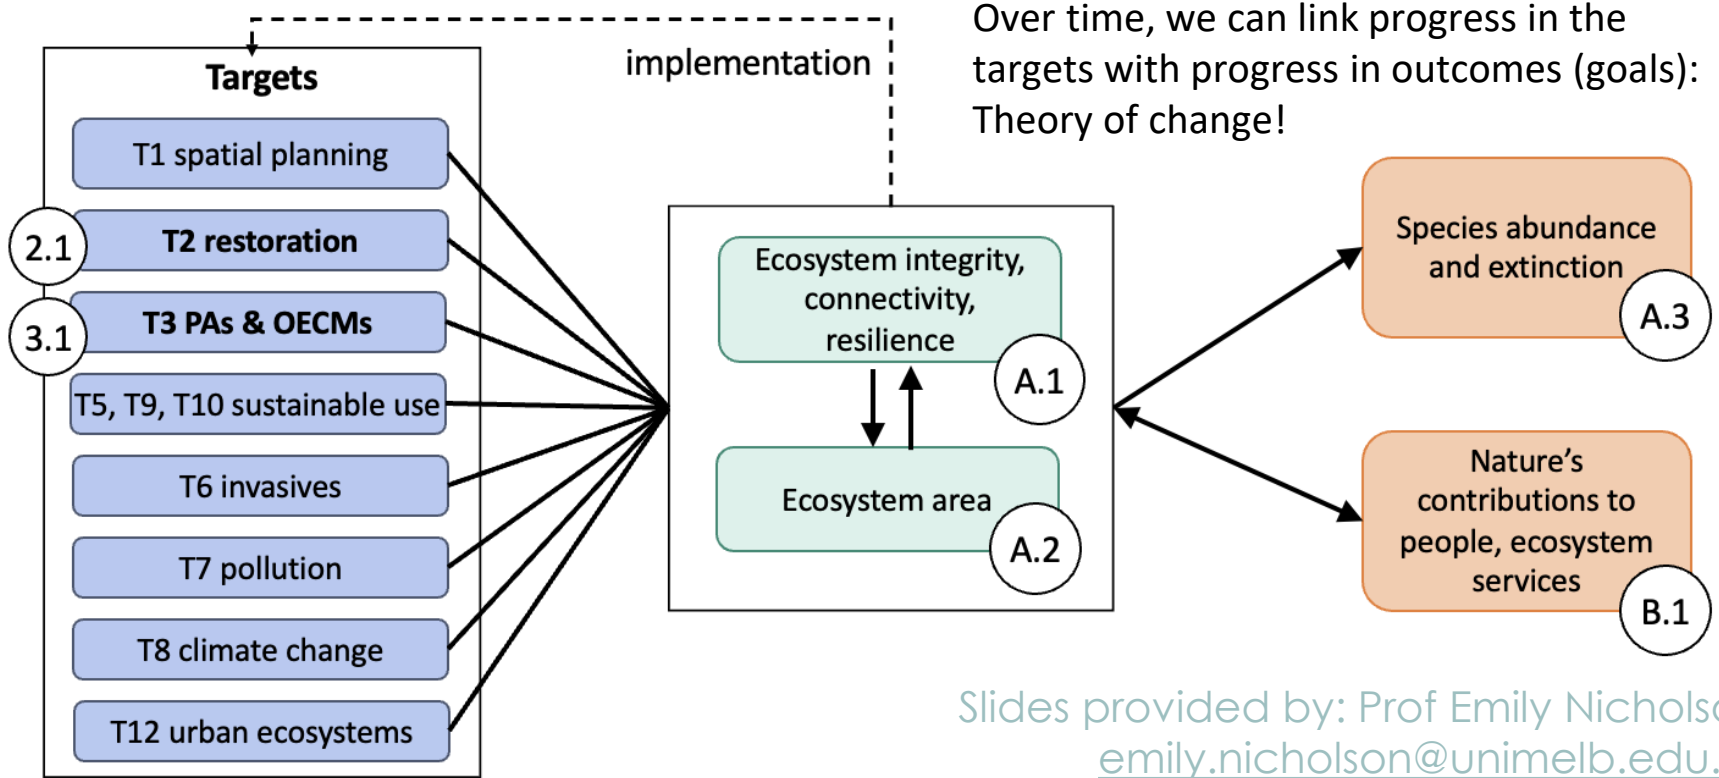 Over time, we can link progress in the
targets with progress in outcomes (goals):
Theory of change!
implementation
Targets
T1 spatial planning
2.1
T2 restoration
3.1
T3 PAs & OECMs
T5, T9, T10 sustainable use
T6 invasives
T7 pollution
T8 climate change
T12 urban ecosystems
Ecosystem integrity,
connectivity,
resilience
A.1
Ecosystem area
A.2
Species abundance
and extinction
A.3
Nature's
contributions to
people, ecosystem
services
B.1
Slides provided by: Prof Emily
emily.nicholson@unimelb.edu.